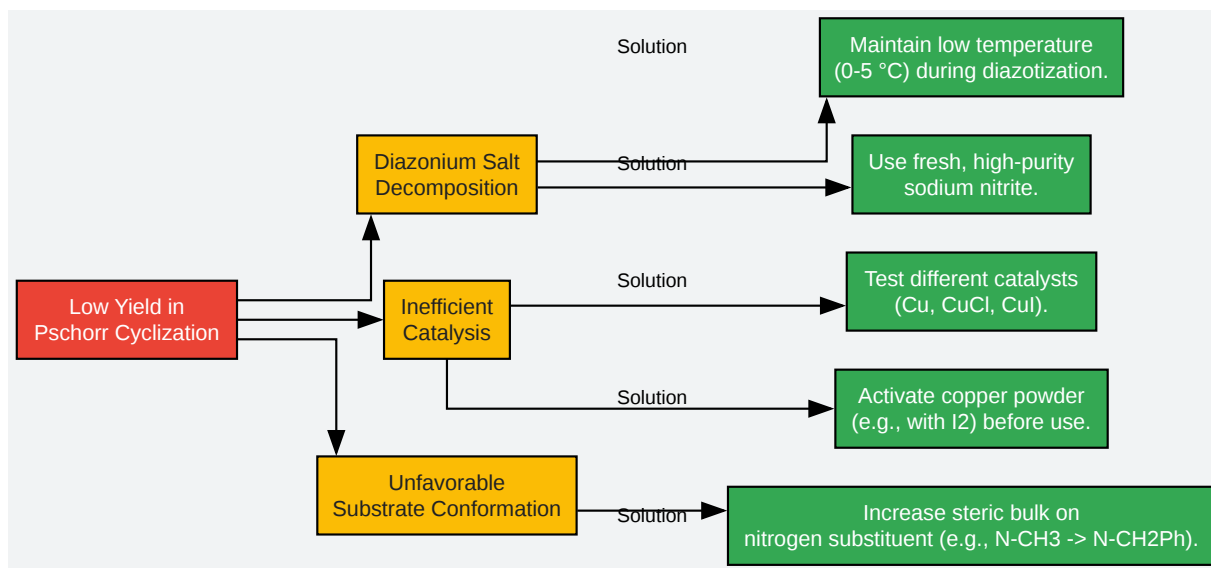 Solution
Maintain low temperature
(0-5 °C) during diazotization.
Diazonium Salt
Decomposition
Solution
Use fresh, high-purity
sodium nitrite.
Low Yield in
Pschorr Cyclization
Inefficient
Catalysis
Solution
Test different catalysts
(Cu, CuCl, CuI).
Solution
Activate copper powder
(e.g., with I2) before use.
Unfavorable
Substrate Conformation
Solution
Increase steric bulk on
nitrogen substituent (e.g., N-CH3 -> N-CH2Ph).